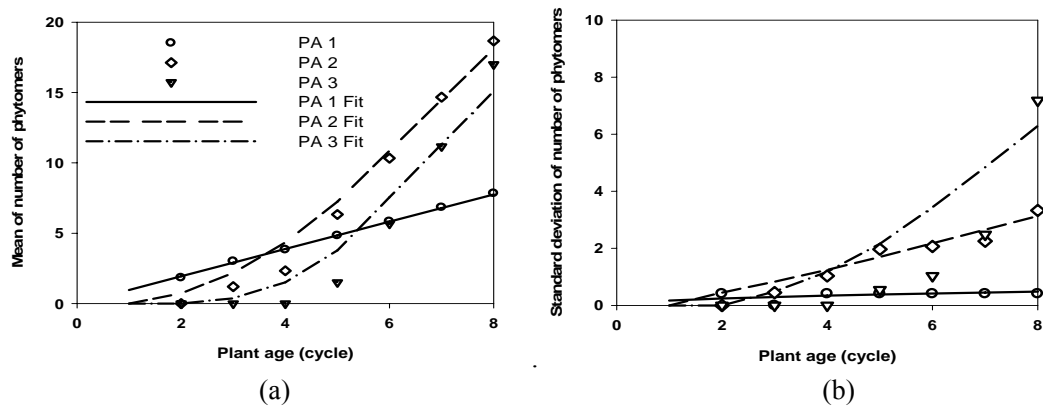 Mean of number of phytomers
20
15
10
5
0
PA 1
PA 2
PA 3
PA 1 Fit
PA 2 Fit
PA 3 Fit
0 2 4 6 8
Plant age (cycle)
(a)
Standard deviation of number of phytomers
10
8
6
4
2
0
0 2 4 6 8
Plant age (cycle)
(b)